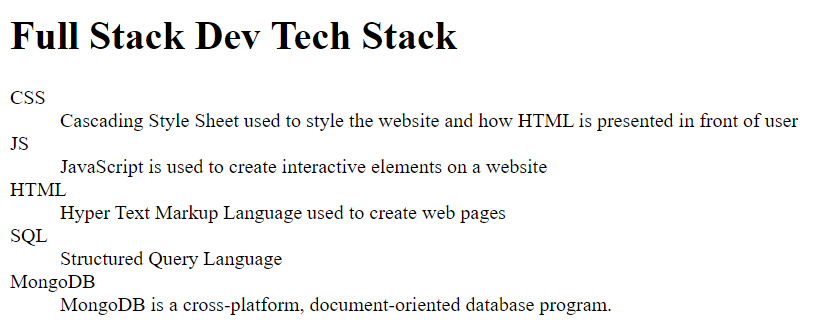 Full Stack Dev Tech Stack
CSS
Cascading Style Sheet used to style the website and how HTML is presented in front of user
JS
JavaScript is used to create interactive elements on a website
HTML
Hyper Text Markup Language used to create web pages
SQL
Structured Query Language
MongoDB
MongoDB is a cross-platform, document-oriented database program.